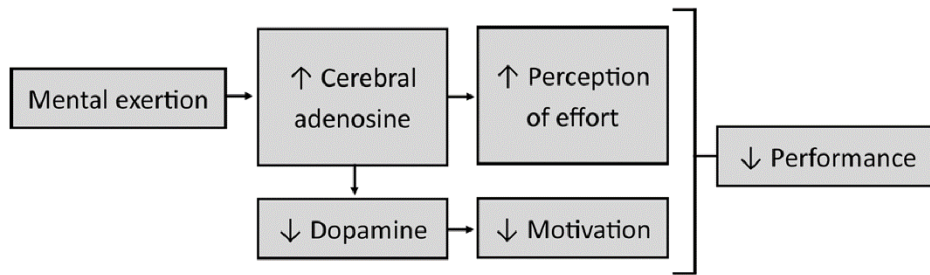 Mental exertion
↑ Cerebral
adenosine
↑ Perception
of effort
↓ Performance
↓ Dopamine
↓ Motivation